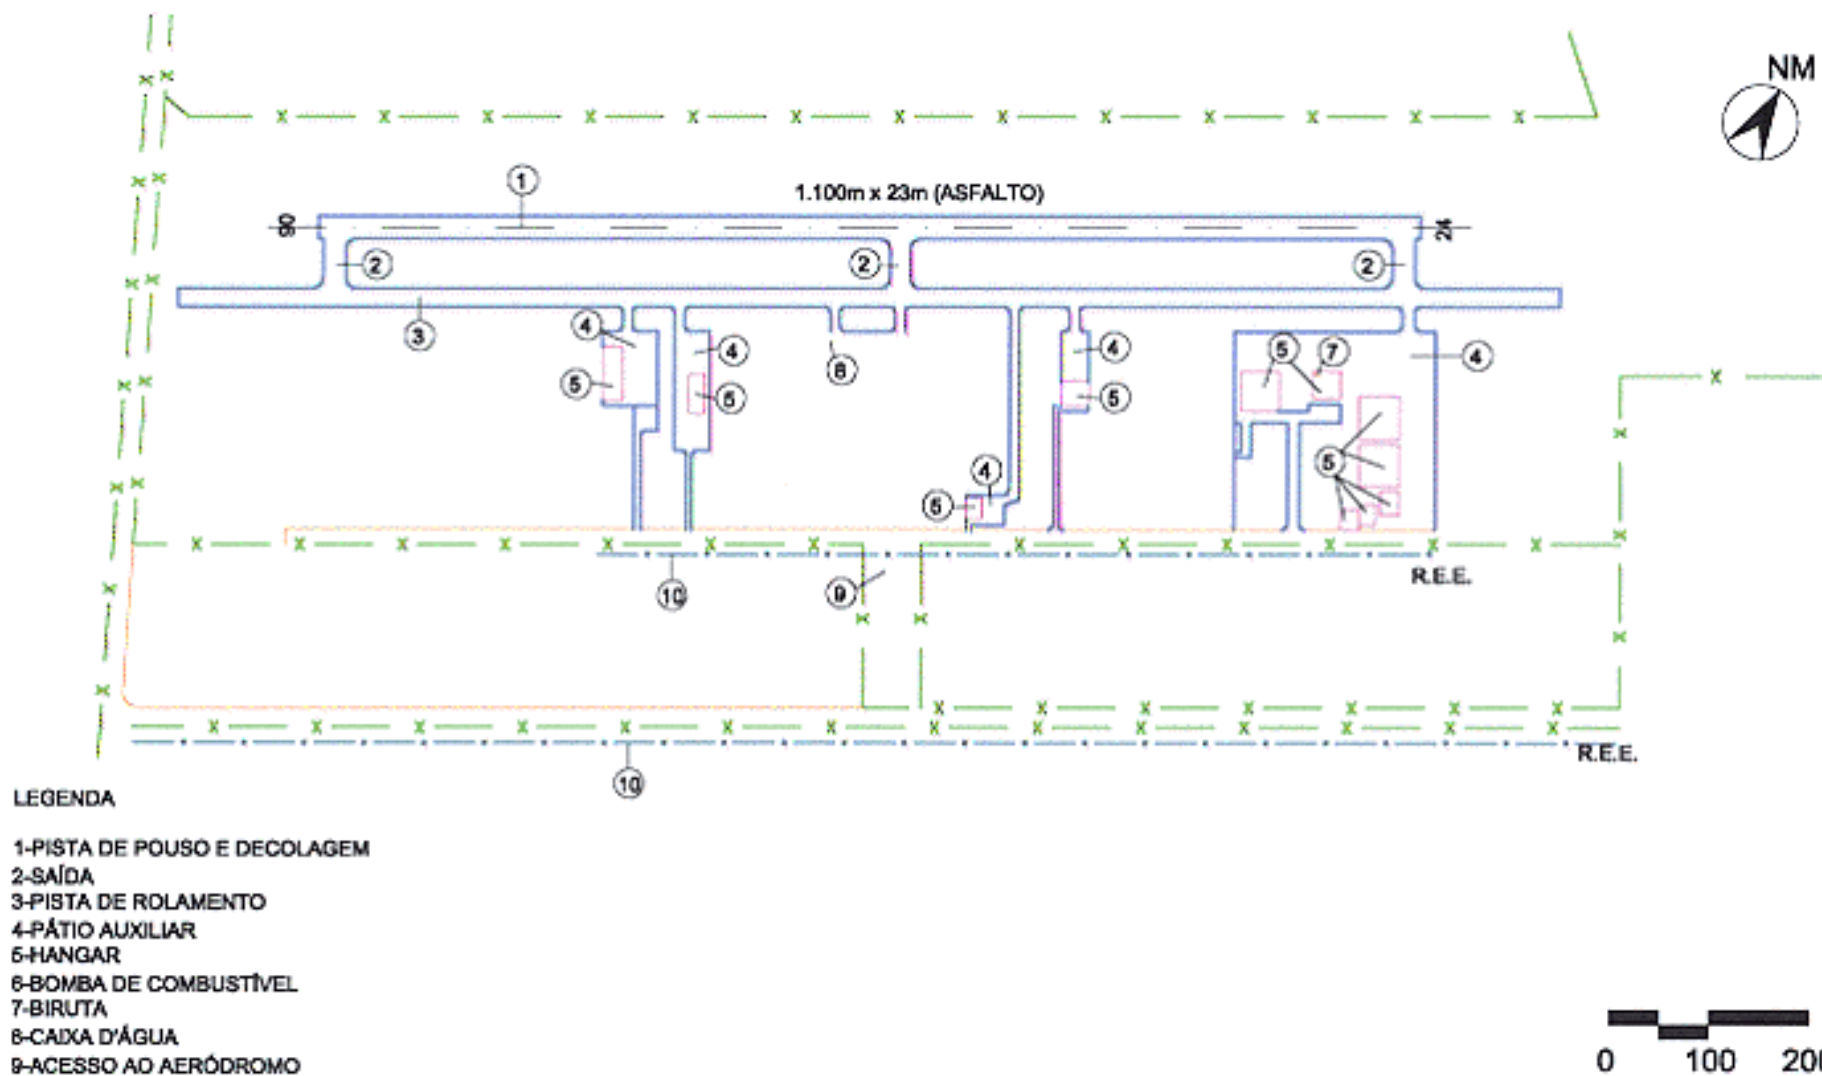 NM
1
1.100m x 23m (ASFALTO)
06
24
2
2
2
3
4
4
4
4
5
5
5
5
7
6
4
5
5
5
R.E.E.
10
9
R.E.E.
10
LEGENDA
1-PISTA DE POUSO E DECOLAGEM
2-SAÍDA
3-PISTA DE ROLAMENTO
4-PÁTIO AUXILIAR
5-HANGAR
6-BOMBA DE COMBUSTÍVEL
7-BIRUTA
8-CAIXA D'ÁGUA
9-ACESSO AO AERÓDROMO
0 100